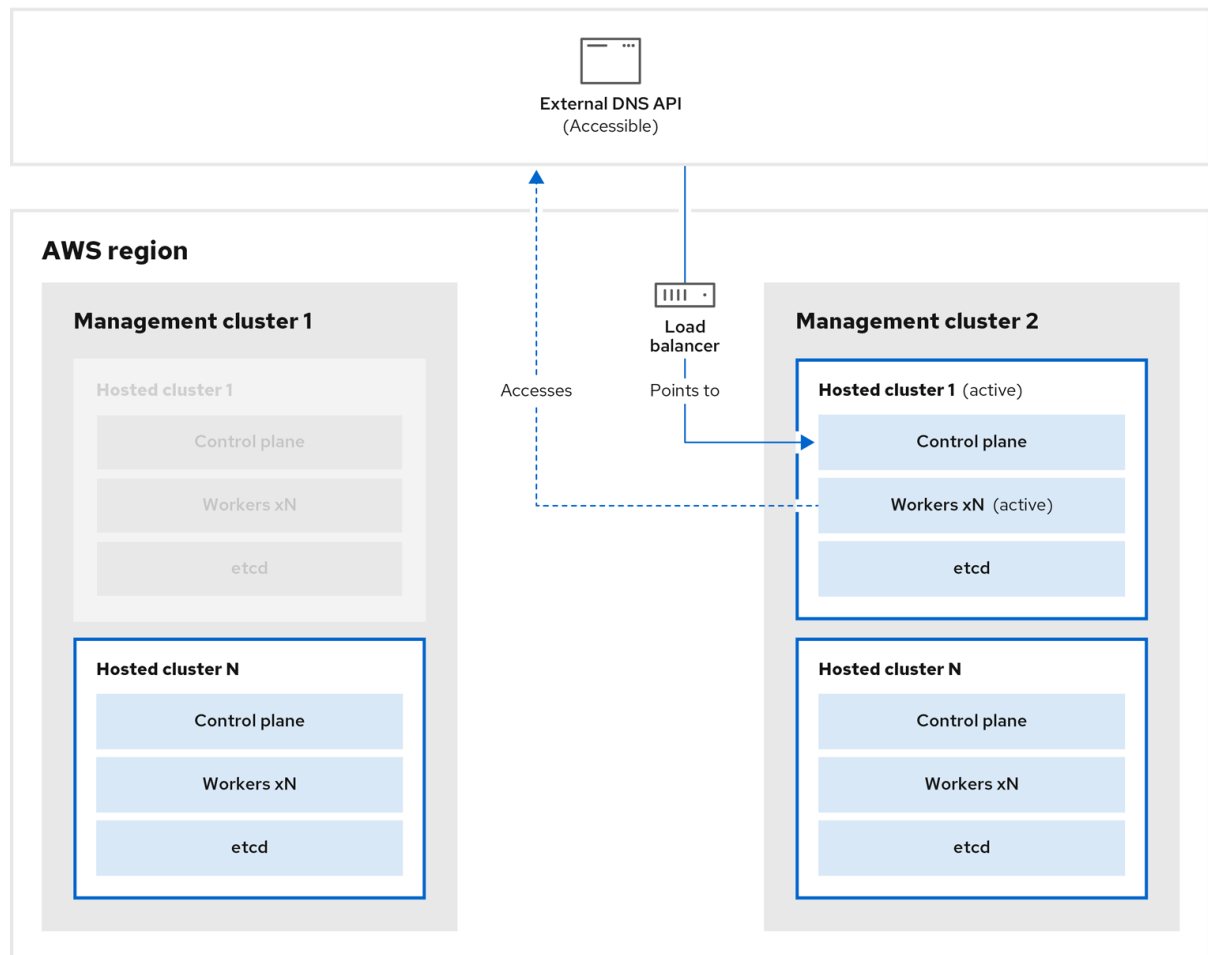 External DNS API
(Accessible)
AWS region
Management cluster 1
Hosted cluster 1
Control plane
Workers xN
etcd
Hosted cluster N
Control plane
Workers xN
etcd
Accesses
Load
balancer
Points to
Management cluster 2
Hosted cluster 1 (active)
Control plane
Workers xN (active)
etcd
Hosted cluster N
Control plane
Workers xN
etcd